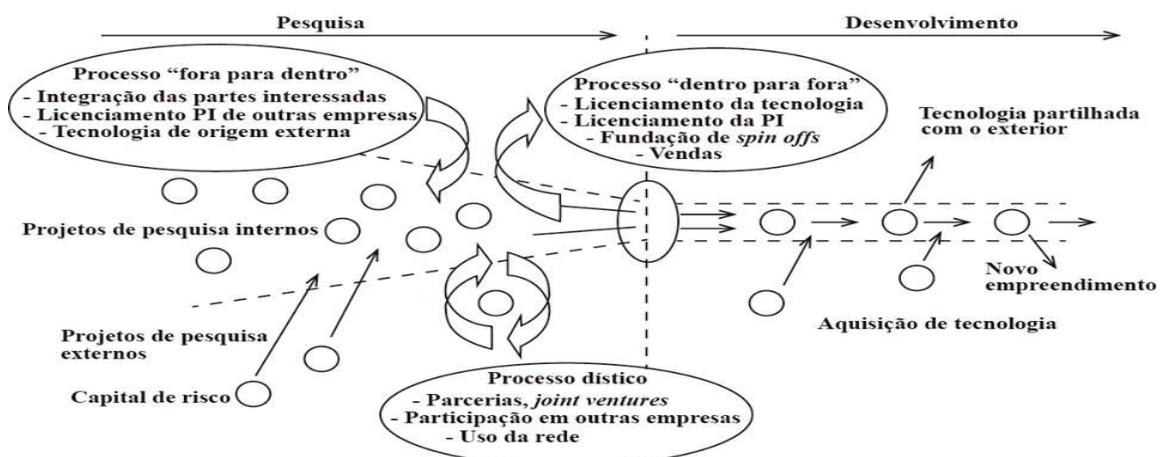 Pesquisa
Desenvolvimento
Processo “fora para dentro”
- Integração das partes interessadas
- Licenciamento PI de outras empresas
- Tecnologia de origem externa
Processo “dentro para fora”
- Licenciamento da tecnologia
- Licenciamento da PI
- Fundação de spin offs
- Vendas
Tecnologia partilhada
com o exterior
Projetos de pesquisa internos
Novo
empreendimento
Aquisição de tecnologia
Projetos de pesquisa
externos
Capital de risco
Processo dístico
- Parcerias, joint ventures
- Participação em outras empresas
- Uso da rede